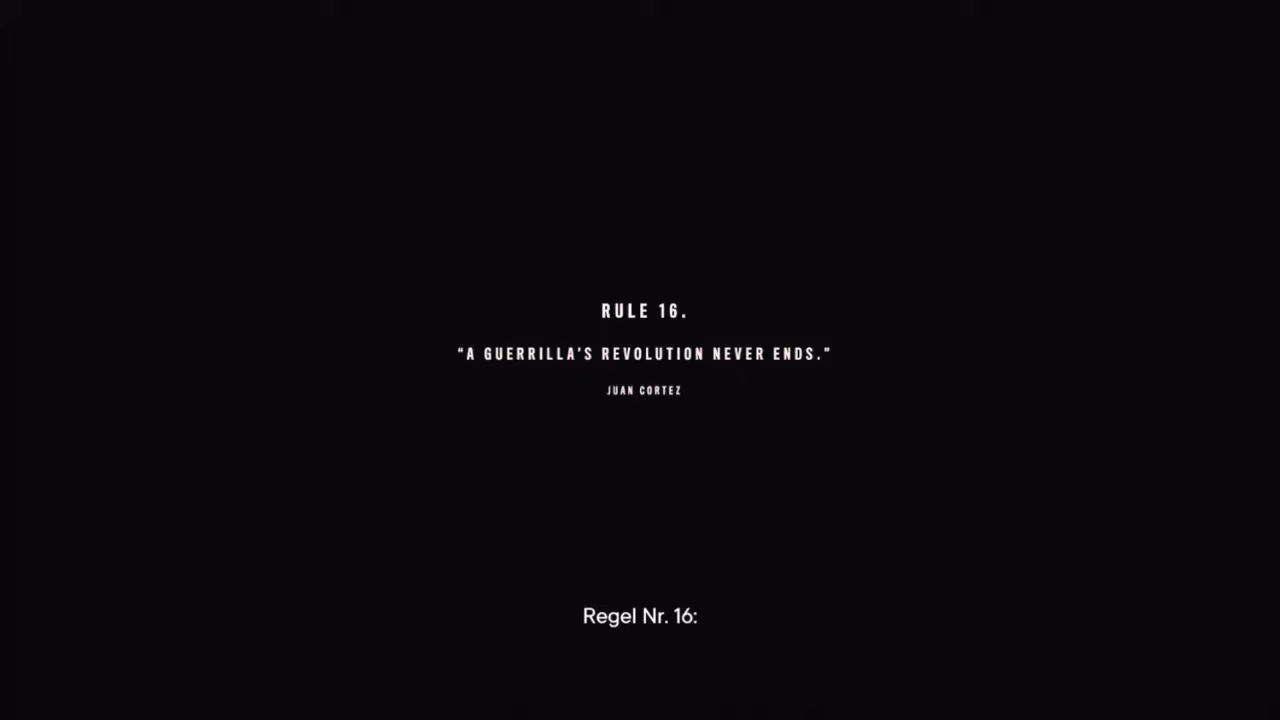 RULE 16.
“A GUERRILLA’S REVOLUTION NEVER ENDS.”
JUAN CORTEZ
Regel Nr. 16: